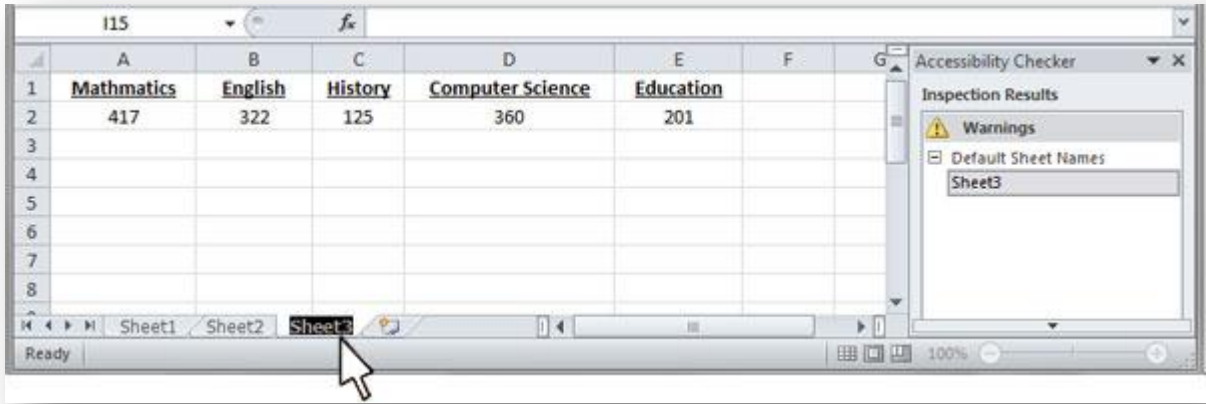 I15 fx
A B C D E F G
1 Mathmatics English History Computer Science Education
2 417 322 125 360 201
3
4
5
6
7
8
Sheet1 Sheet2 Sheet3
Ready 100%
Accessibility Checker
Inspection Results
Warnings
Default Sheet Names
Sheet3